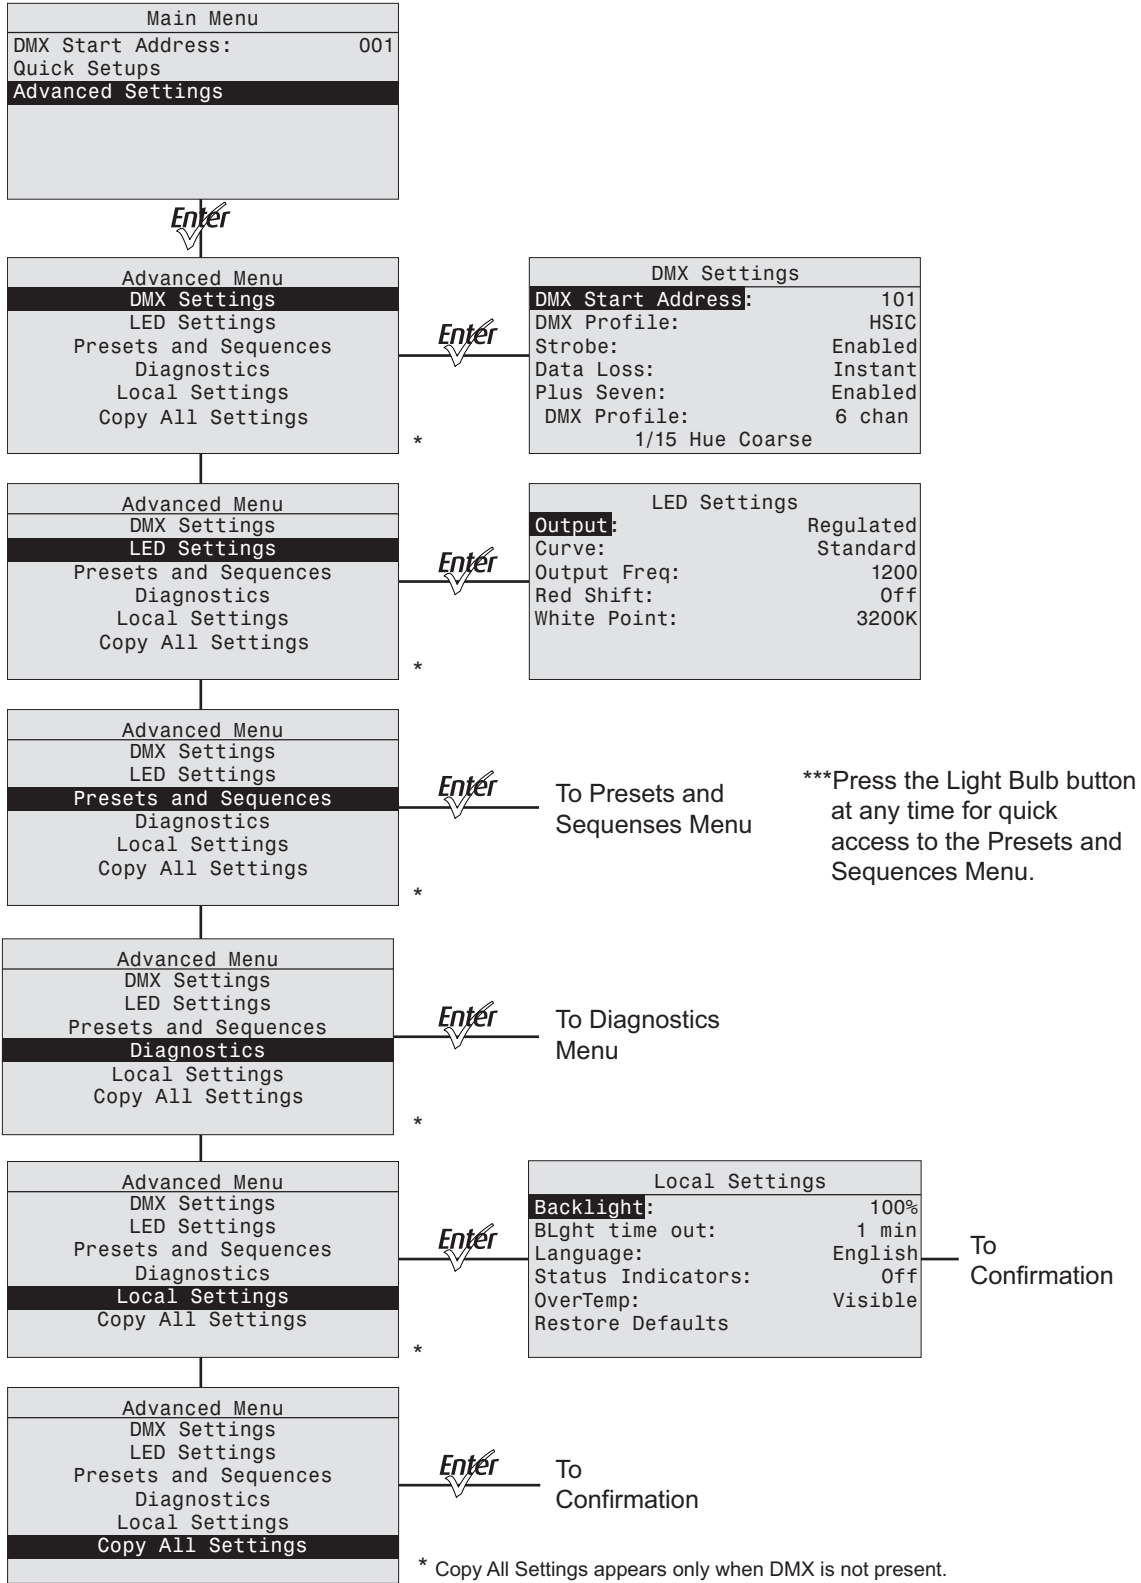 Main Menu
DMX Start Address: 001
Quick Setups
Advanced Settings
Enter
Advanced Menu
DMX Settings
LED Settings
Presets and Sequences
Diagnostics
Local Settings
Copy All Settings
*
Enter
DMX Settings
DMX Start Address: 101
DMX Profile: HSIC
Strobe: Enabled
Data Loss: Instant
Plus Seven: Enabled
DMX Profile: 6 chan
1/15 Hue Coarse
Advanced Menu
DMX Settings
LED Settings
Presets and Sequences
Diagnostics
Local Settings
Copy All Settings
*
Enter
LED Settings
Output: Regulated
Curve: Standard
Output Freq: 1200
Red Shift: Off
White Point: 3200K
Advanced Menu
DMX Settings
LED Settings
Presets and Sequences
Diagnostics
Local Settings
Copy All Settings
*
Enter
To Presets and
Sequenses Menu
***Press the Light Bulb button
at any time for quick
access to the Presets and
Sequences Menu.
Advanced Menu
DMX Settings
LED Settings
Presets and Sequences
Diagnostics
Local Settings
Copy All Settings
*
Enter
To Diagnostics
Menu
Advanced Menu
DMX Settings
LED Settings
Presets and Sequences
Diagnostics
Local Settings
Copy All Settings
*
Enter
Local Settings
Backlight: 100%
BLght time out: 1 min
Language: English
Status Indicators: Off
OverTemp: Visible
Restore Defaults
To
Confirmation
Advanced Menu
DMX Settings
LED Settings
Presets and Sequences
Diagnostics
Local Settings
Copy All Settings
Enter
To
Confirmation
* Copy All Settings appears only when DMX is not present.